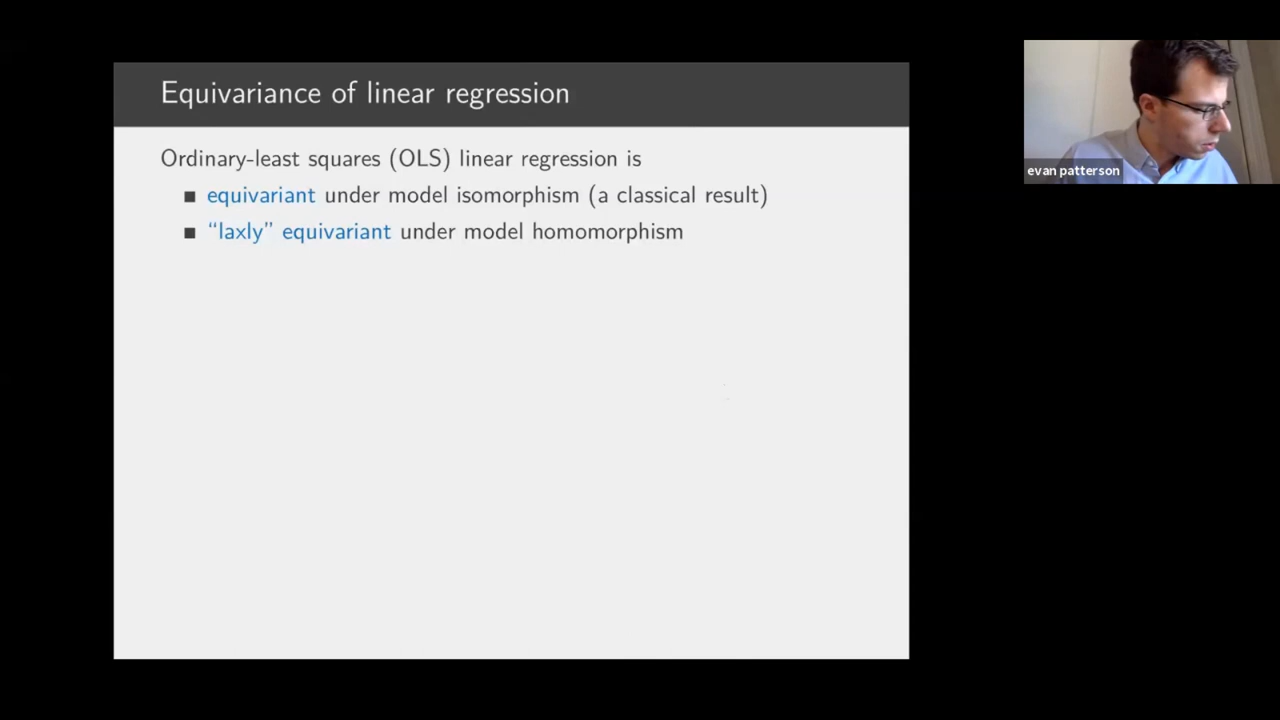 Equivariance of linear regression
Ordinary-least squares (OLS) linear regression is
■ equivariant under model isomorphism (a classical result)
■ “laxly” equivariant under model homomorphism
evan patterson